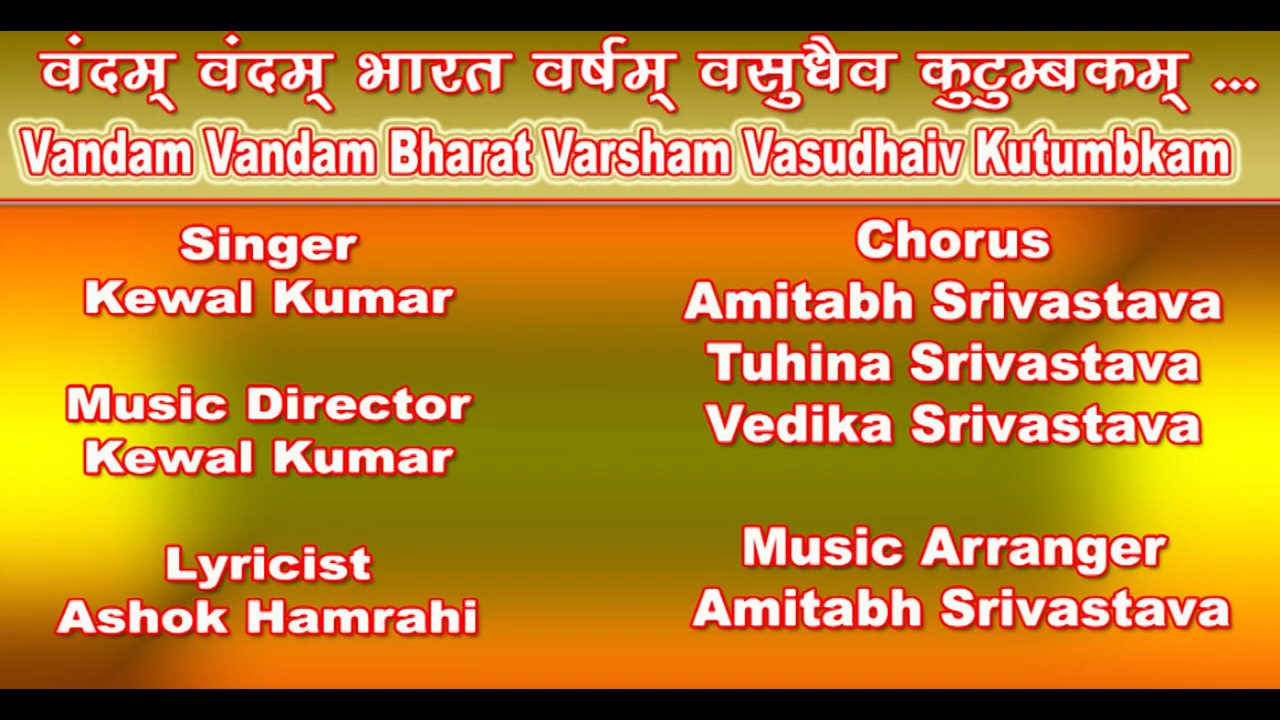 वंदम् वंदम् भारत वर्षम् वसुधैव कुटुम्बकम् ...
Vandam Vandam Bharat Varsham Vasudhaiv Kutumbkam
Singer
Kewal Kumar
Music Director
Kewal Kumar
Lyricist
Ashok Hamrahi
Chorus
Amitabh Srivastava
Tuhina Srivastava
Vedika Srivastava
Music Arranger
Amitabh Srivastava